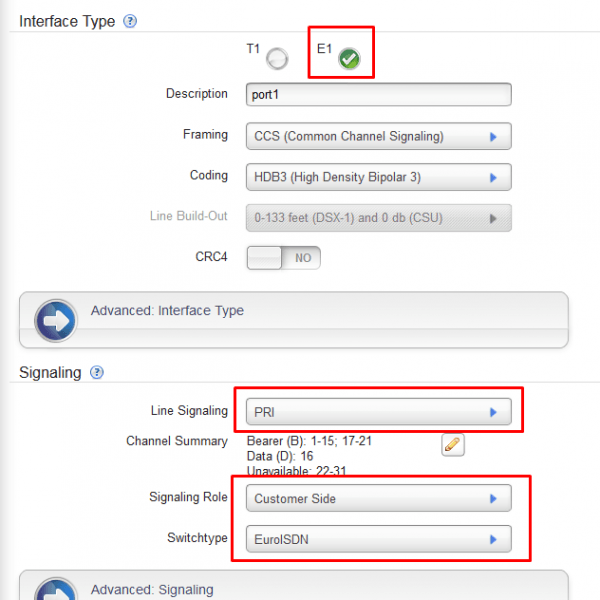 Interface Type ?
T1 E1
Description port1
Framing CCS (Common Channel Signaling)
Coding HDB3 (High Density Bipolar 3)
Line Build-Out 0-133 feet (DSX-1) and 0 db (CSU)
CRC4 NO
Advanced: Interface Type
Signaling ?
Line Signaling PRI
Channel Summary Bearer (B): 1-15; 17-21
Data (D): 16
Unavailable: 22-31
Signaling Role Customer Side
Switchtype EuroISDN
Advanced: Signaling